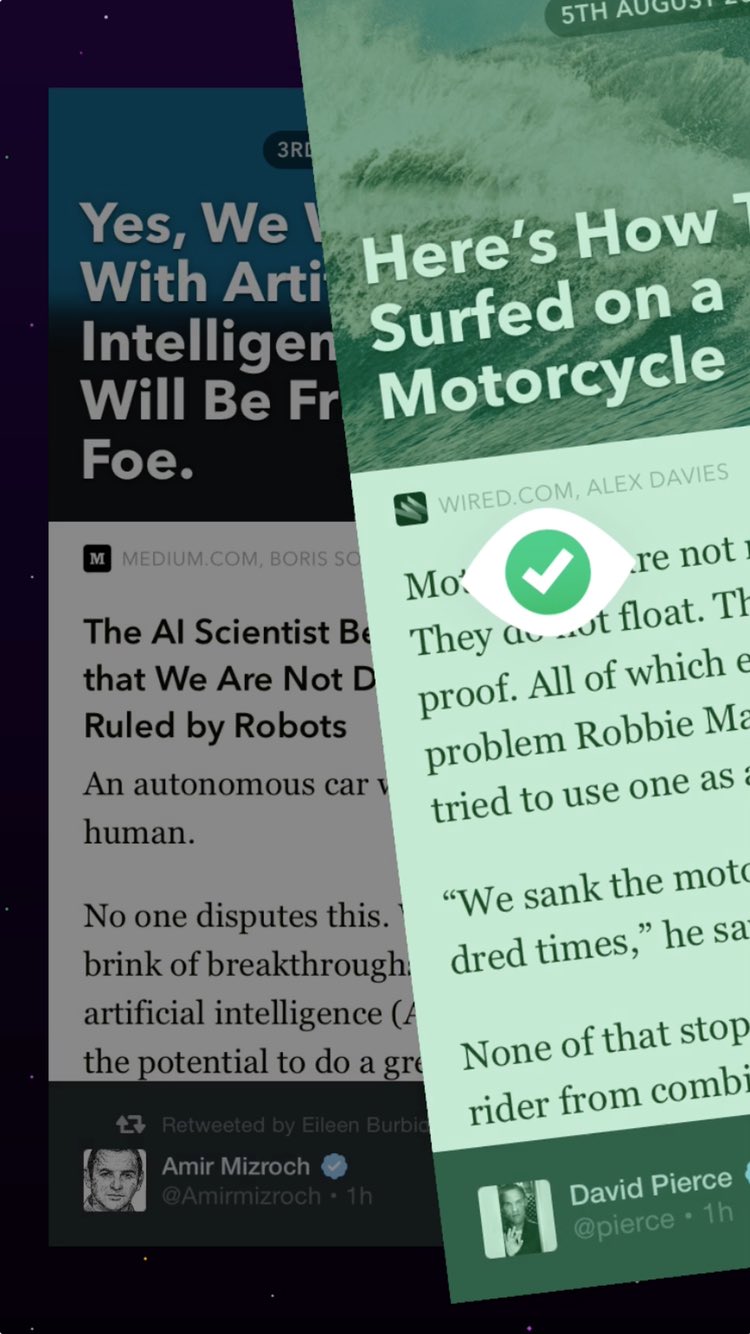 3RD
Yes, We W
With Arti
Intelligen
Will Be Fr
Foe.
M
MEDIUM.COM, BORIS SO
The AI Scientist Be
that We Are Not D
Ruled by Robots
An autonomous car w
human.
No one disputes this.
brink of breakthrough
artificial intelligence (A
the potential to do a gre
Retweeted by Eileen Burbid
Amir Mizroch
@Amirmizroch • 1h
5TH AUGUST 20
Here's How T
Surfed on a
Motorcycle
WIRED.COM, ALEX DAVIES
Mot re not
They do not float. Th
proof. All of which e
problem Robbie Ma
tried to use one as a
“We sank the moto
dred times,” he sa
None of that stop
rider from combi
David Pierce
@pierce • 1h